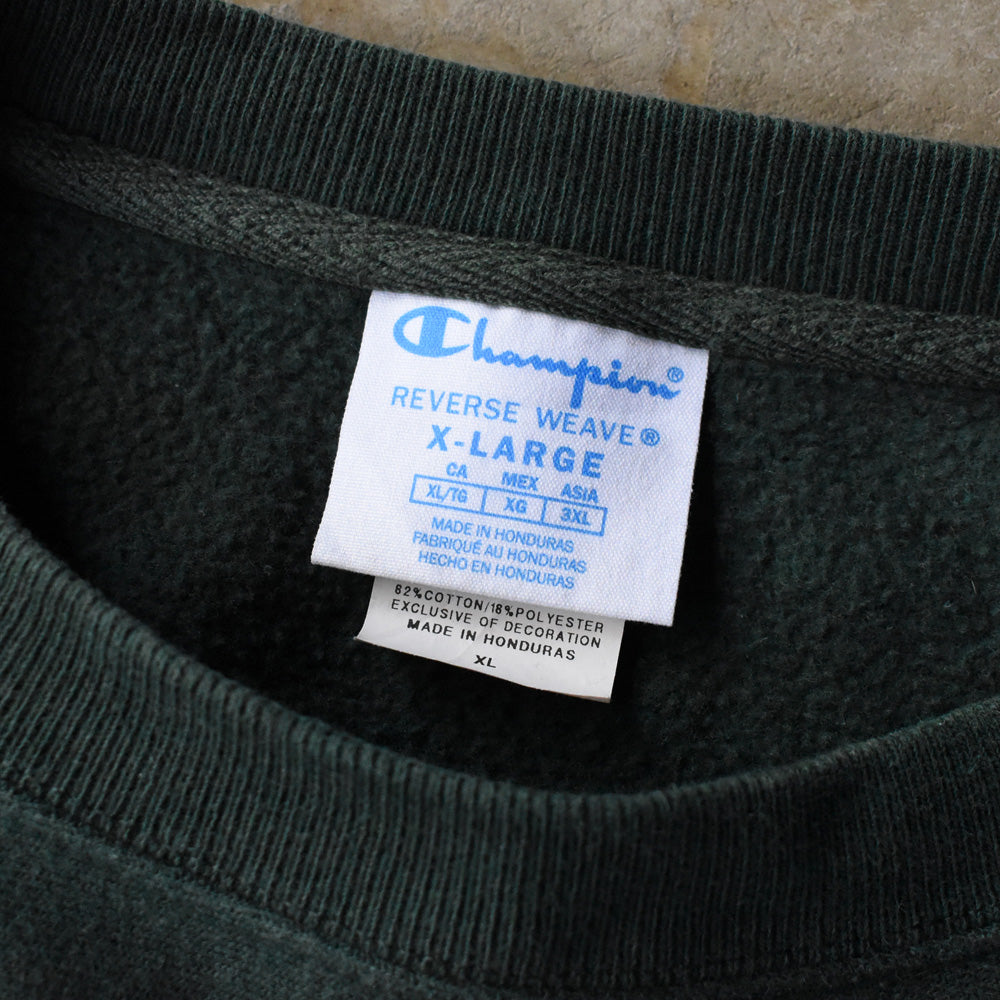 Champion®
REVERSE WEAVE®
X-LARGE
CA MEX ASIA
XL/TG XG 3XL
MADE IN HONDURAS
FABRIQUÉ AU HONDURAS
HECHO EN HONDURAS
82%COTTON/18%POLYESTER
EXCLUSIVE OF DECORATION
MADE IN HONDURAS
XL